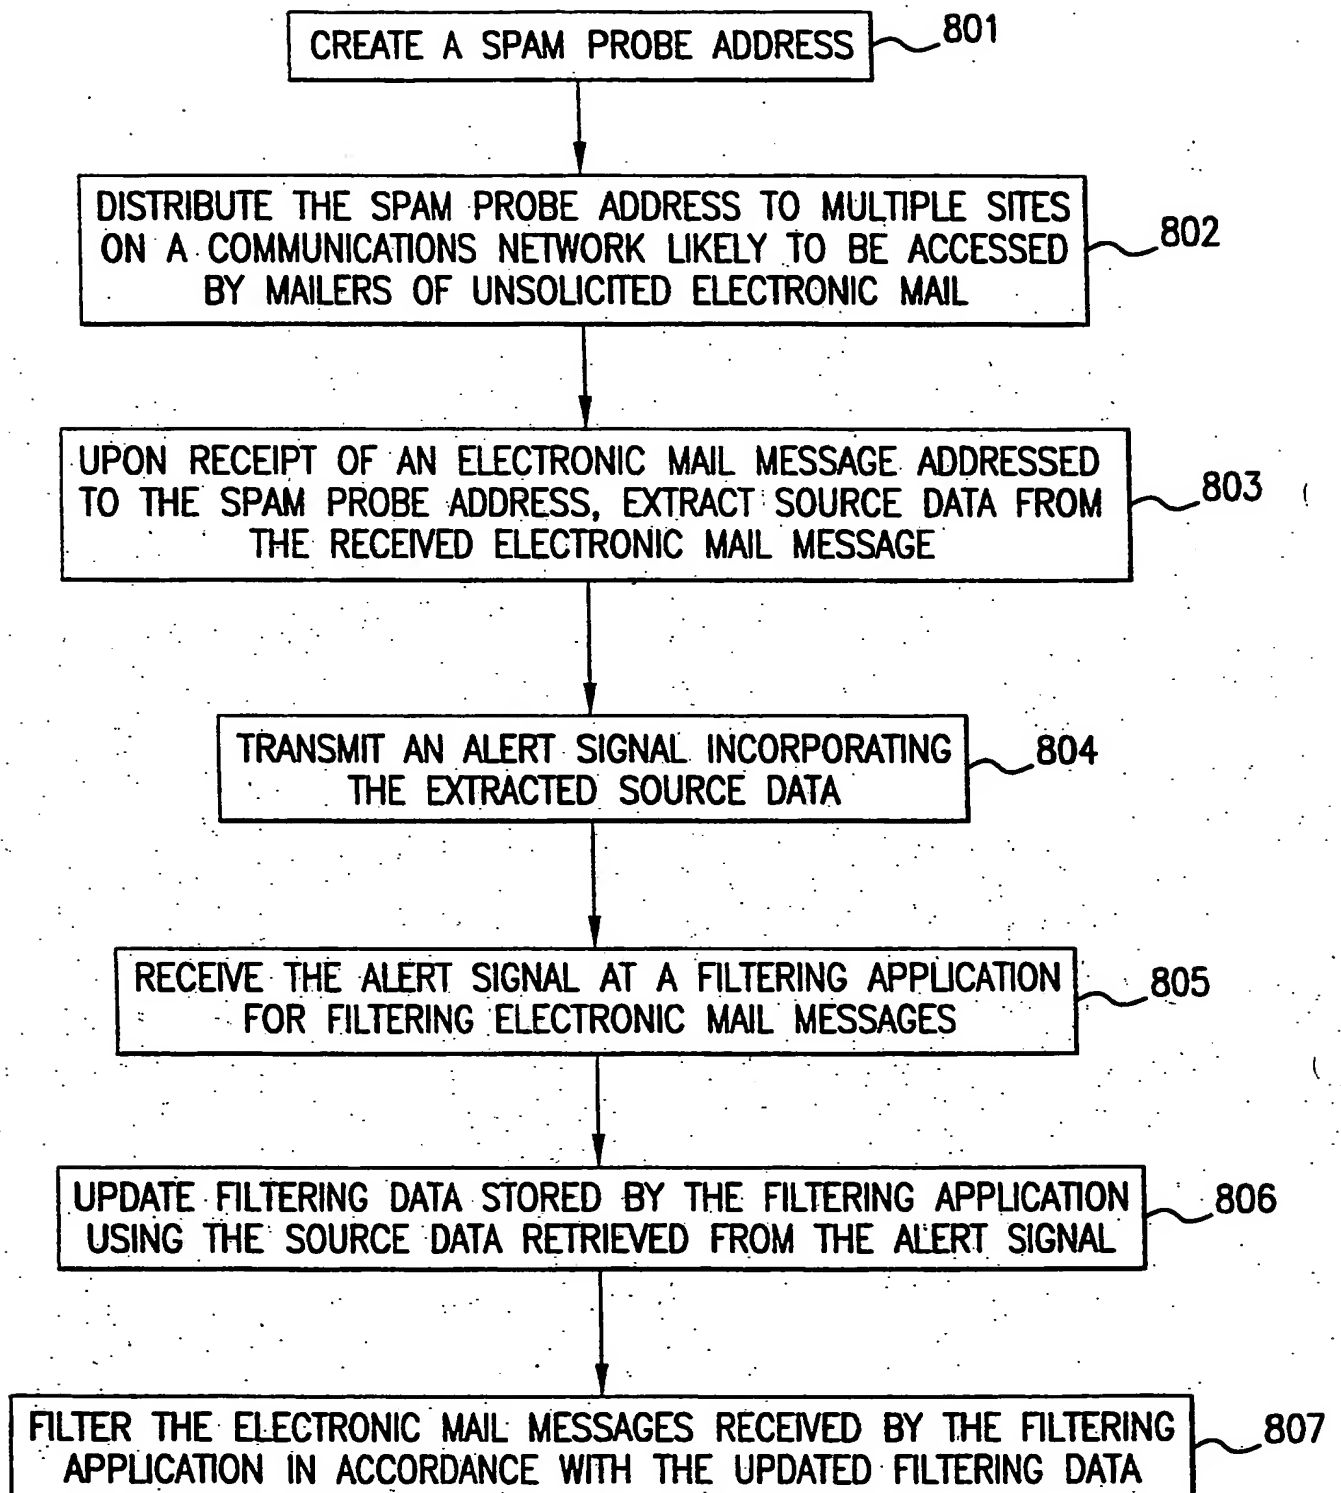 CREATE A SPAM PROBE ADDRESS
801
DISTRIBUTE THE SPAM PROBE ADDRESS TO MULTIPLE SITES
ON A COMMUNICATIONS NETWORK LIKELY TO BE ACCESSED
BY MAILERS OF UNSOLICITED ELECTRONIC MAIL
802
UPON RECEIPT OF AN ELECTRONIC MAIL MESSAGE ADDRESSED
TO THE SPAM PROBE ADDRESS, EXTRACT SOURCE DATA FROM
THE RECEIVED ELECTRONIC MAIL MESSAGE
803
TRANSMIT AN ALERT SIGNAL INCORPORATING
THE EXTRACTED SOURCE DATA
804
RECEIVE THE ALERT SIGNAL AT A FILTERING APPLICATION
FOR FILTERING ELECTRONIC MAIL MESSAGES
805
UPDATE FILTERING DATA STORED BY THE FILTERING APPLICATION
USING THE SOURCE DATA RETRIEVED FROM THE ALERT SIGNAL
806
FILTER THE ELECTRONIC MAIL MESSAGES RECEIVED BY THE FILTERING
APPLICATION IN ACCORDANCE WITH THE UPDATED FILTERING DATA
807